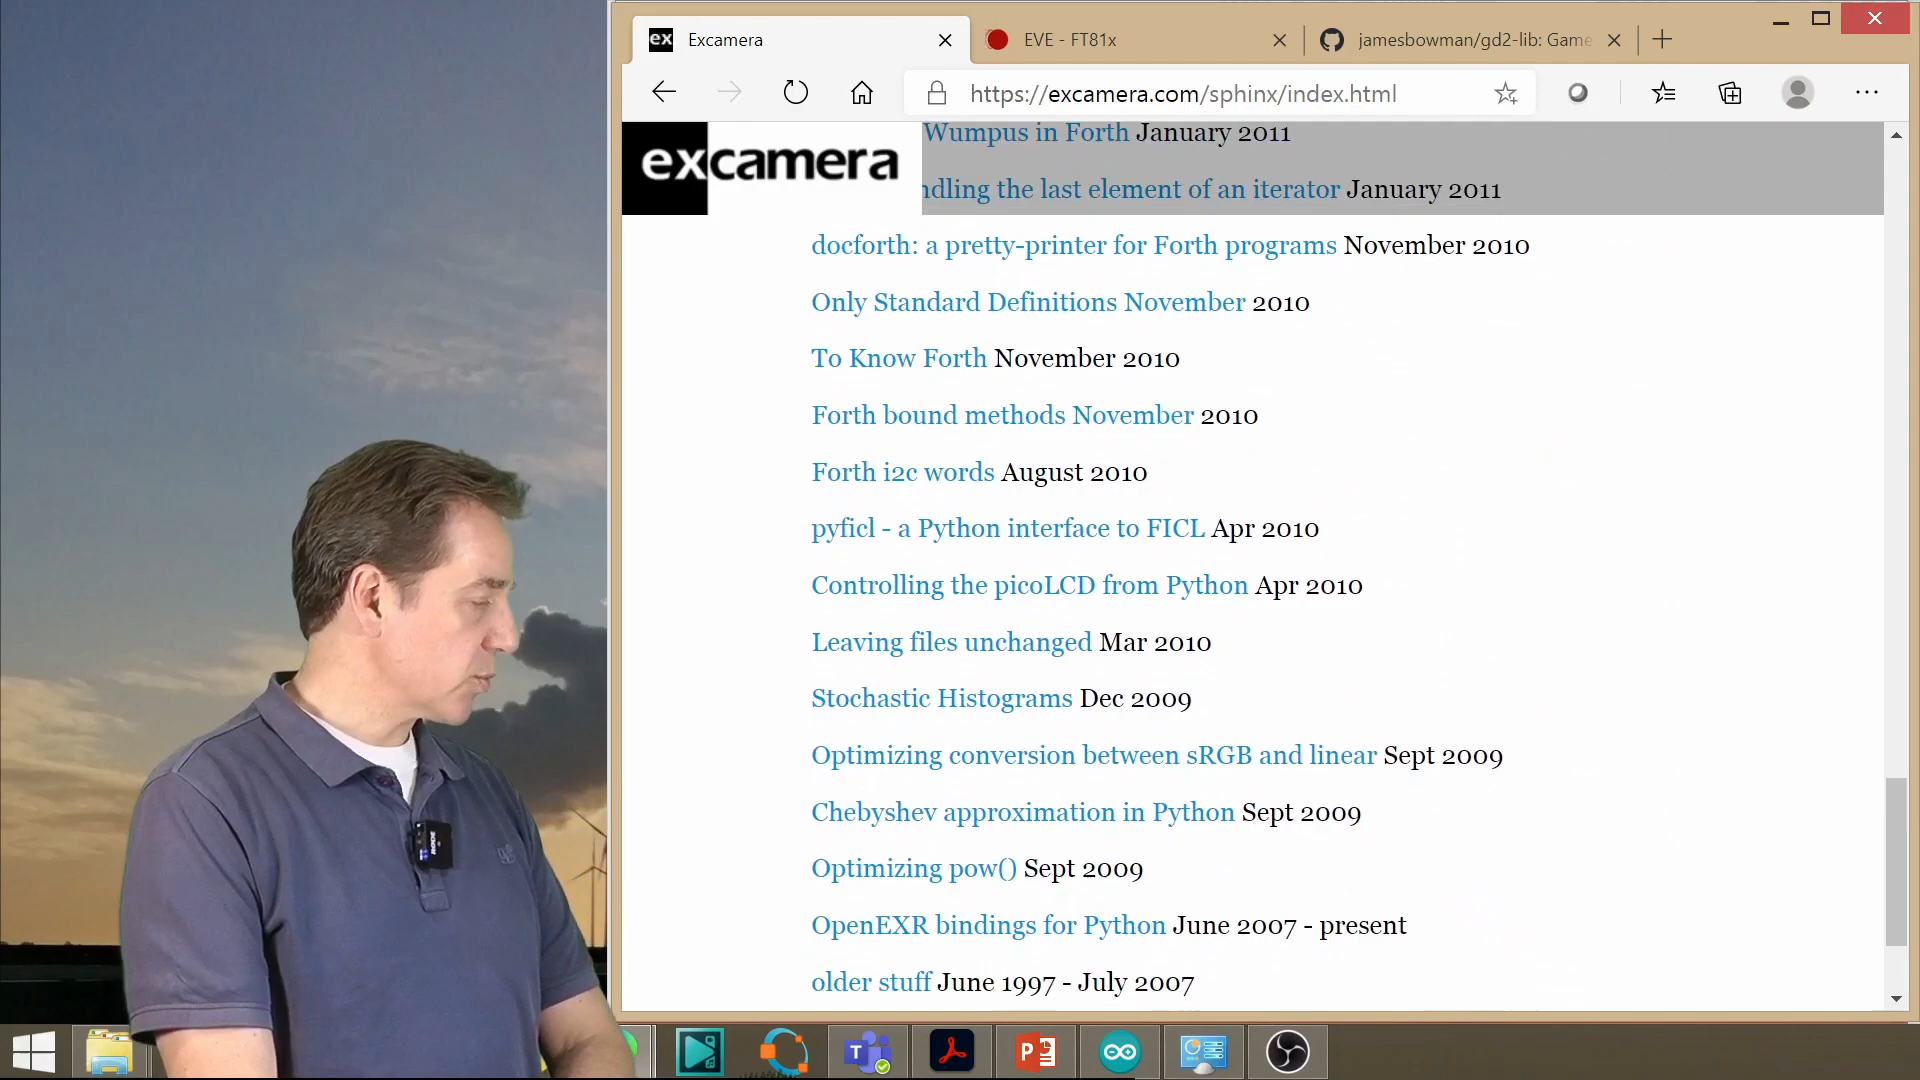 ex Excamera
EVE - FT81x
jamesbowman/gd2-lib: Game
https://excamera.com/sphinx/index.html
excamera
Wumpus in Forth January 2011
ndling the last element of an iterator January 2011
docforth: a pretty-printer for Forth programs November 2010
Only Standard Definitions November 2010
To Know Forth November 2010
Forth bound methods November 2010
Forth i2c words August 2010
pyficl - a Python interface to FICL Apr 2010
Controlling the picoLCD from Python Apr 2010
Leaving files unchanged Mar 2010
Stochastic Histograms Dec 2009
Optimizing conversion between sRGB and linear Sept 2009
Chebyshev approximation in Python Sept 2009
Optimizing pow() Sept 2009
OpenEXR bindings for Python June 2007 - present
older stuff June 1997 - July 2007
RODE